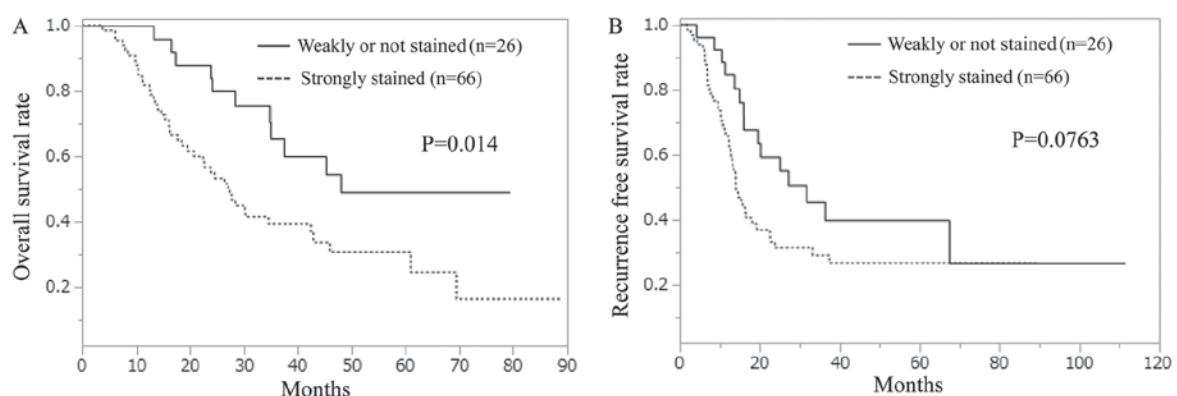 A
Overall survival rate
1.0
0.8
0.6
0.4
0.2
Weakly or not stained (n=26)
Strongly stained (n=66)
P=0.014
0 10 20 30 40 50 60 70 80 90
Months
B
Recurrence free survival rate
1.0
0.8
0.6
0.4
0.2
Weakly or not stained (n=26)
Strongly stained (n=66)
P=0.0763
0 20 40 60 80 100 120
Months